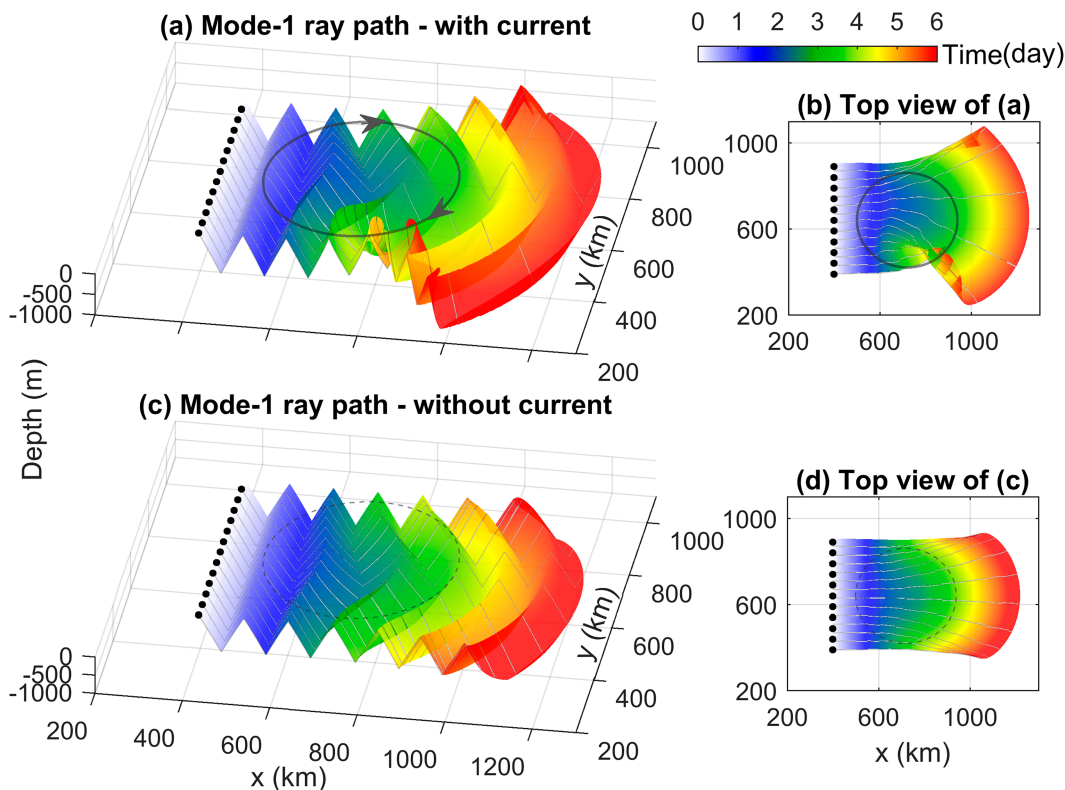 (a) Mode-1 ray path - with current
0 1 2 3 4 5 6
Time(day)
(b) Top view of (a)
1000
800
600
400
200
y (km)
0
-500
-1000
1000
600
200
200 600 1000
Depth (m)
(c) Mode-1 ray path - without current
(d) Top view of (c)
1000
800
600
400
200
y (km)
0
-500
-1000
200 400 600 800 1000 1200
x (km)
1000
600
200
200 600 1000
x (km)